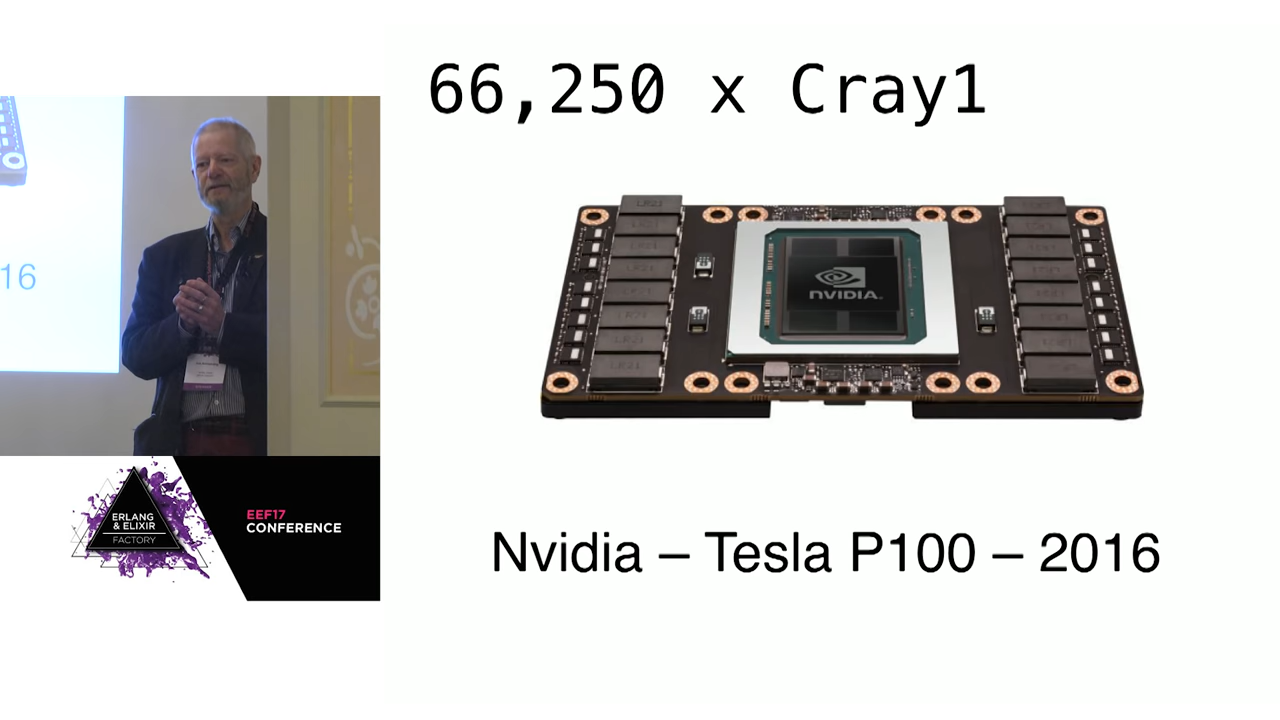 66,250 x Cray1
NVIDIA.
Nvidia – Tesla P100 – 2016
16
ERLANG
& ELIXIR
FACTORY
EEF17
CONFERENCE